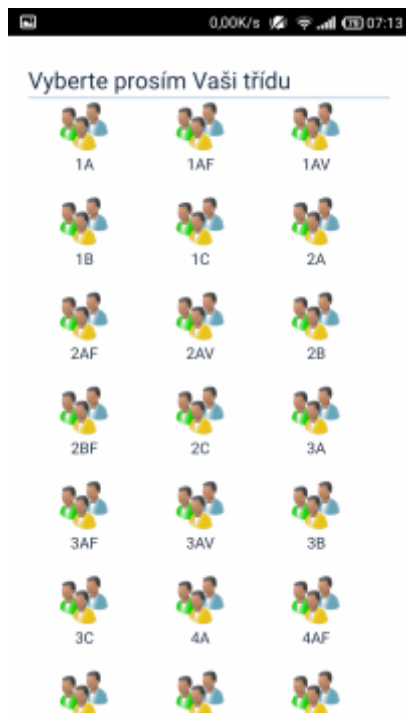 0,00K/s 79 07:13
Vyberte prosím Vaši třídu
1A 1AF 1AV
1B 1C 2A
2AF 2AV 2B
2BF 2C 3A
3AF 3AV 3B
3C 4A 4AF